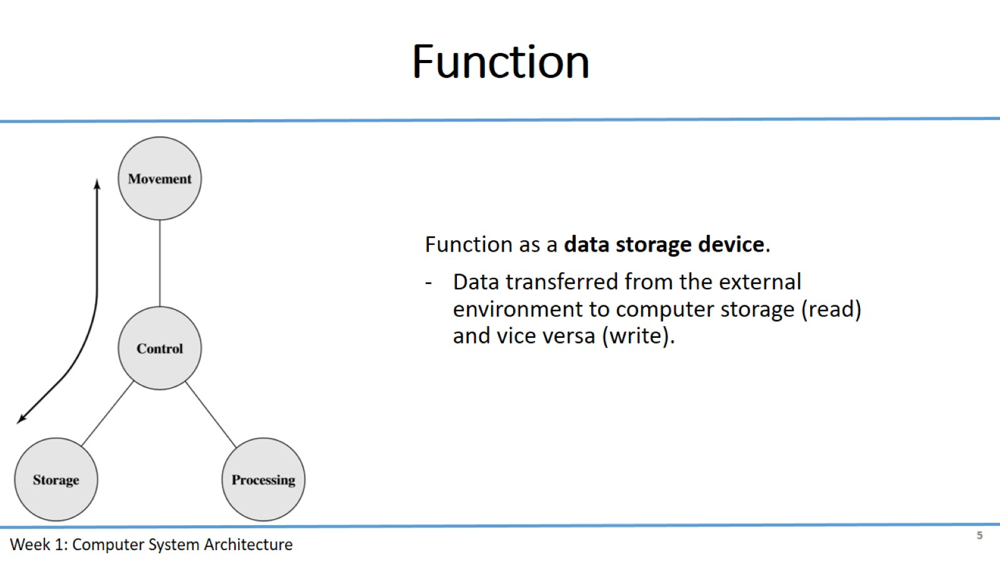 Function
Movement
Control
Storage
Processing
Function as a data storage device.
- Data transferred from the external
environment to computer storage (read)
and vice versa (write).
Week 1: Computer System Architecture
5